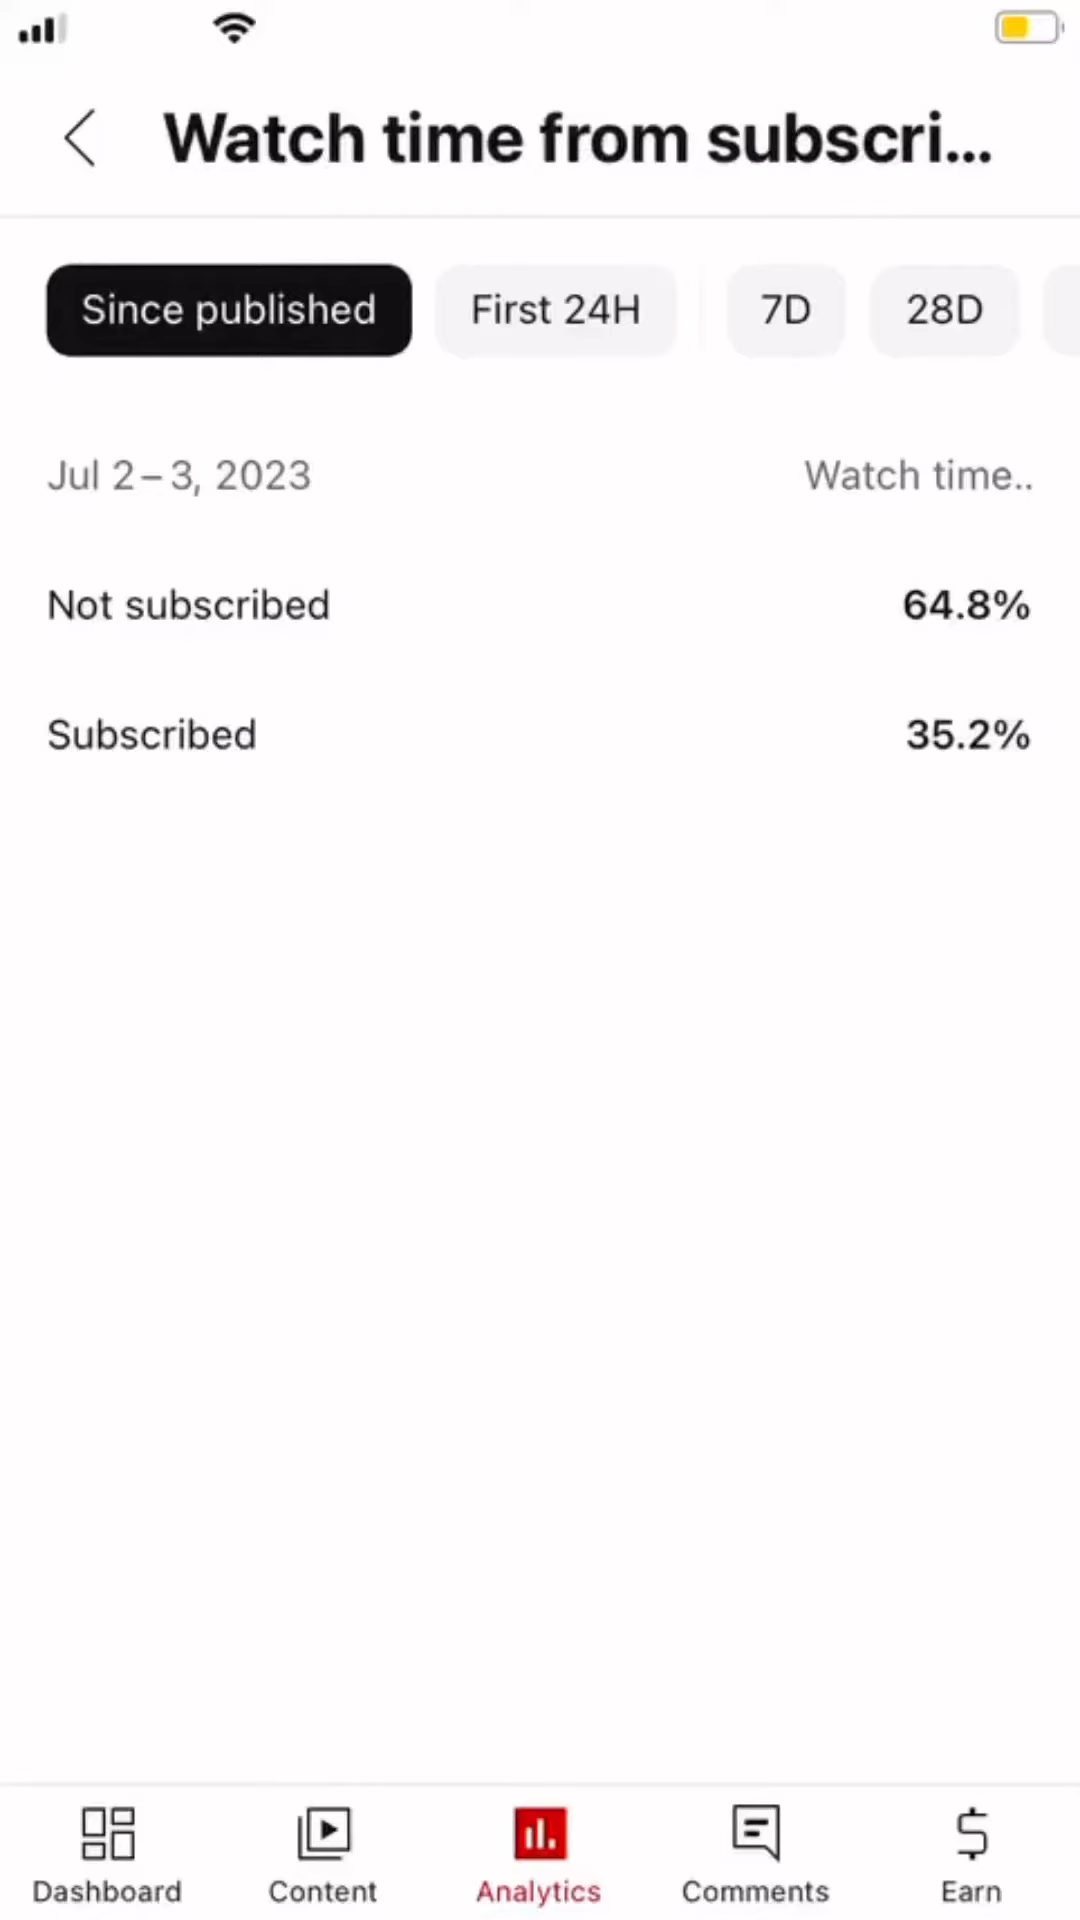 Watch time from subscri...
Since published First 24H 7D 28D
Jul 2–3, 2023 Watch time..
Not subscribed 64.8%
Subscribed 35.2%
Dashboard Content Analytics Comments Earn